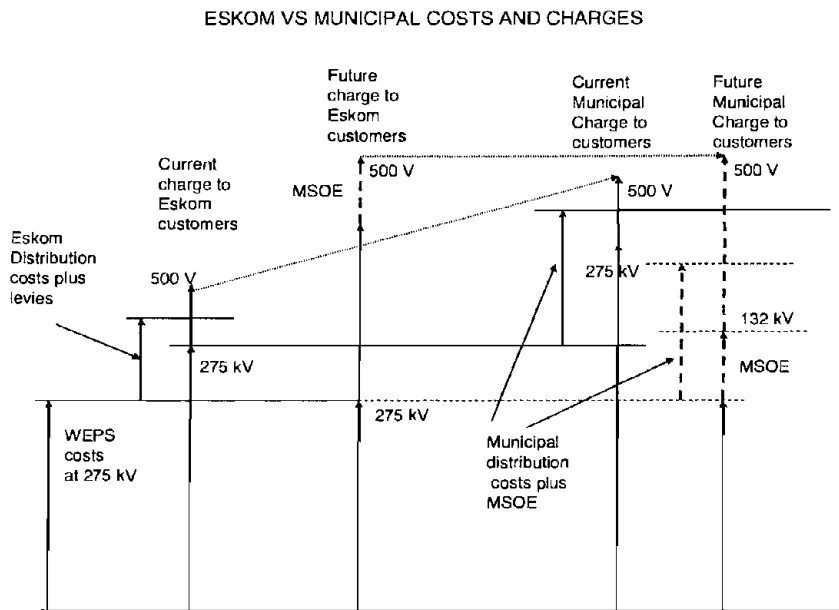 ESKOM VS MUNICIPAL COSTS AND CHARGES
Future
charge to
Eskom
customers
Current
Municipal
Charge to
customers
Future
Municipal
Charge to
customers
Current
charge to
Eskom
customers
500 V
MSOE
500 V
500 V
Eskom
Distribution
costs plus
levies
500 V
275 kV
132 kV
275 kV
MSOE
275 kV
WEPS
costs
at 275 kV
Municipal
distribution
costs plus
MSOE